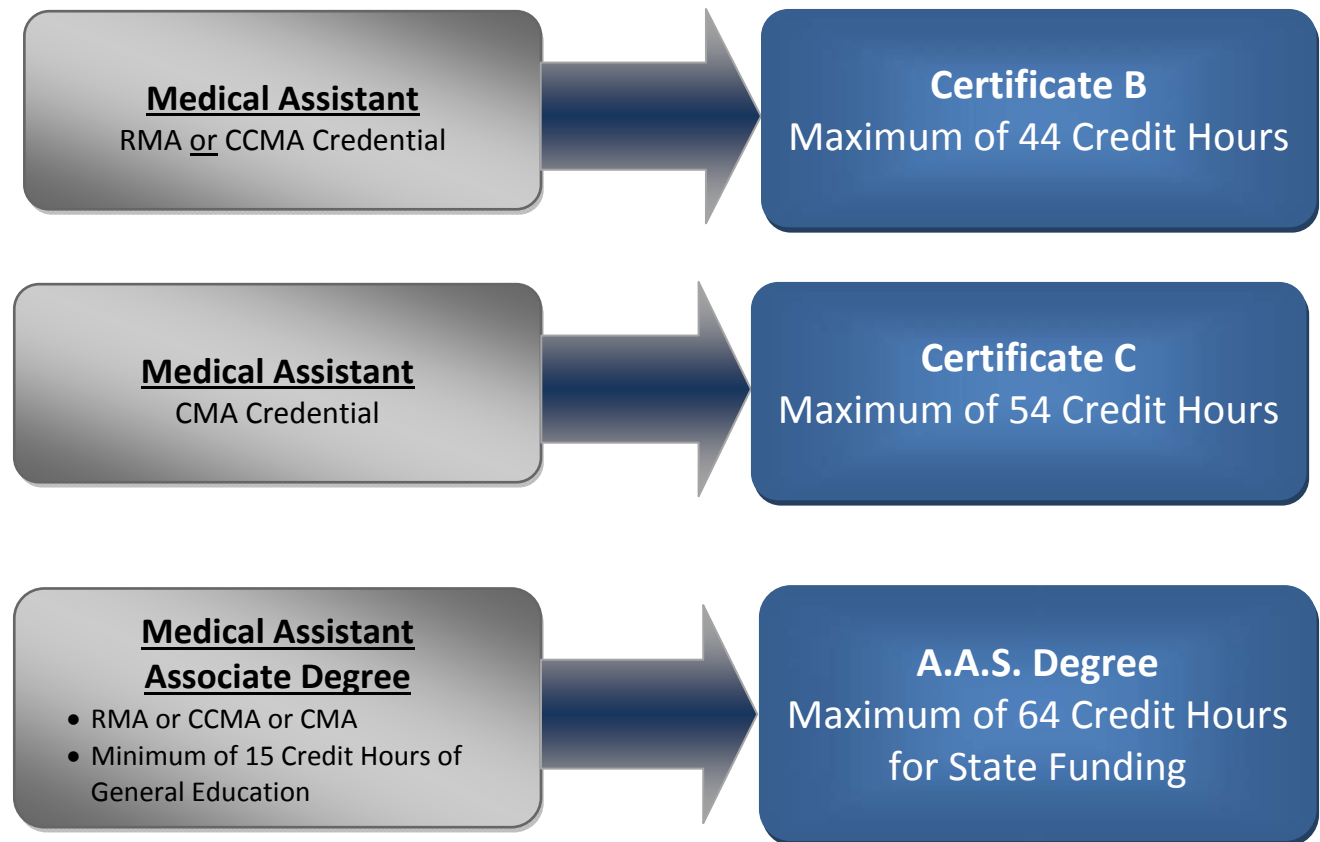 Medical Assistant
RMA or CCMA Credential
Certificate B
Maximum of 44 Credit Hours
Medical Assistant
CMA Credential
Certificate C
Maximum of 54 Credit Hours
Medical Assistant
Associate Degree
• RMA or CCMA or CMA
• Minimum of 15 Credit Hours of
General Education
A.A.S. Degree
Maximum of 64 Credit Hours
for State Funding